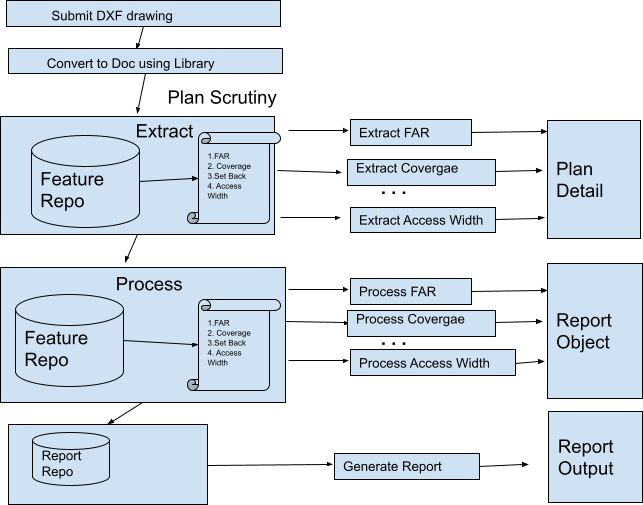 Submit DXF drawing
Convert to Doc using Library
Plan Scrutiny
Extract
Feature
Repo
1.FAR
2. Coverage
3.Set Back
4. Access
Width
Extract FAR
Extract Covergae
. . .
Extract Access Width
Plan
Detail
Process
Feature
Repo
1.FAR
2. Coverage
3.Set Back
4. Access
Width
Process FAR
Process Covergae
. . .
Process Access Width
Report
Object
Report
Repo
Generate Report
Report
Output